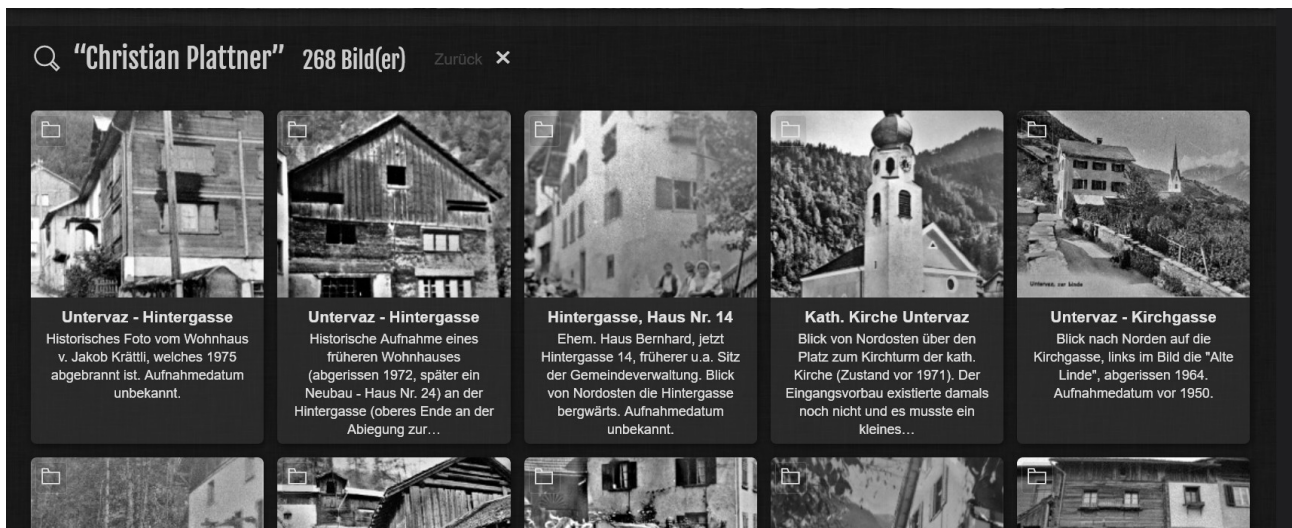 “Christian Plattner” 268 Bild(er) Zurück ✕
Untervaz - Hintergasse
Historisches Foto vom Wohnhaus
v. Jakob Krättli, welches 1975
abgebrannt ist. Aufnahmedatum
unbekannt.
Untervaz - Hintergasse
Historische Aufnahme eines
früheren Wohnhauses
(abgerissen 1972, später ein
Neubau - Haus Nr. 24) an der
Hintergasse (oberes Ende an der
Abiegung zur…
Hintergasse, Haus Nr. 14
Ehem. Haus Bernhard, jetzt
Hintergasse 14, früherer u.a. Sitz
der Gemeindeverwaltung. Blick
von Nordosten die Hintergasse
bergwärts. Aufnahmedatum
unbekannt.
Kath. Kirche Untervaz
Blick von Nordosten über den
Platz zum Kirchturm der kath.
Kirche (Zustand vor 1971). Der
Eingangsvorbau existierte damals
noch nicht und es musste ein
kleines…
Untervaz, zur Linde
Untervaz - Kirchgasse
Blick nach Norden auf die
Kirchgasse, links im Bild die "Alte
Linde", abgerissen 1964.
Aufnahmedatum vor 1950.